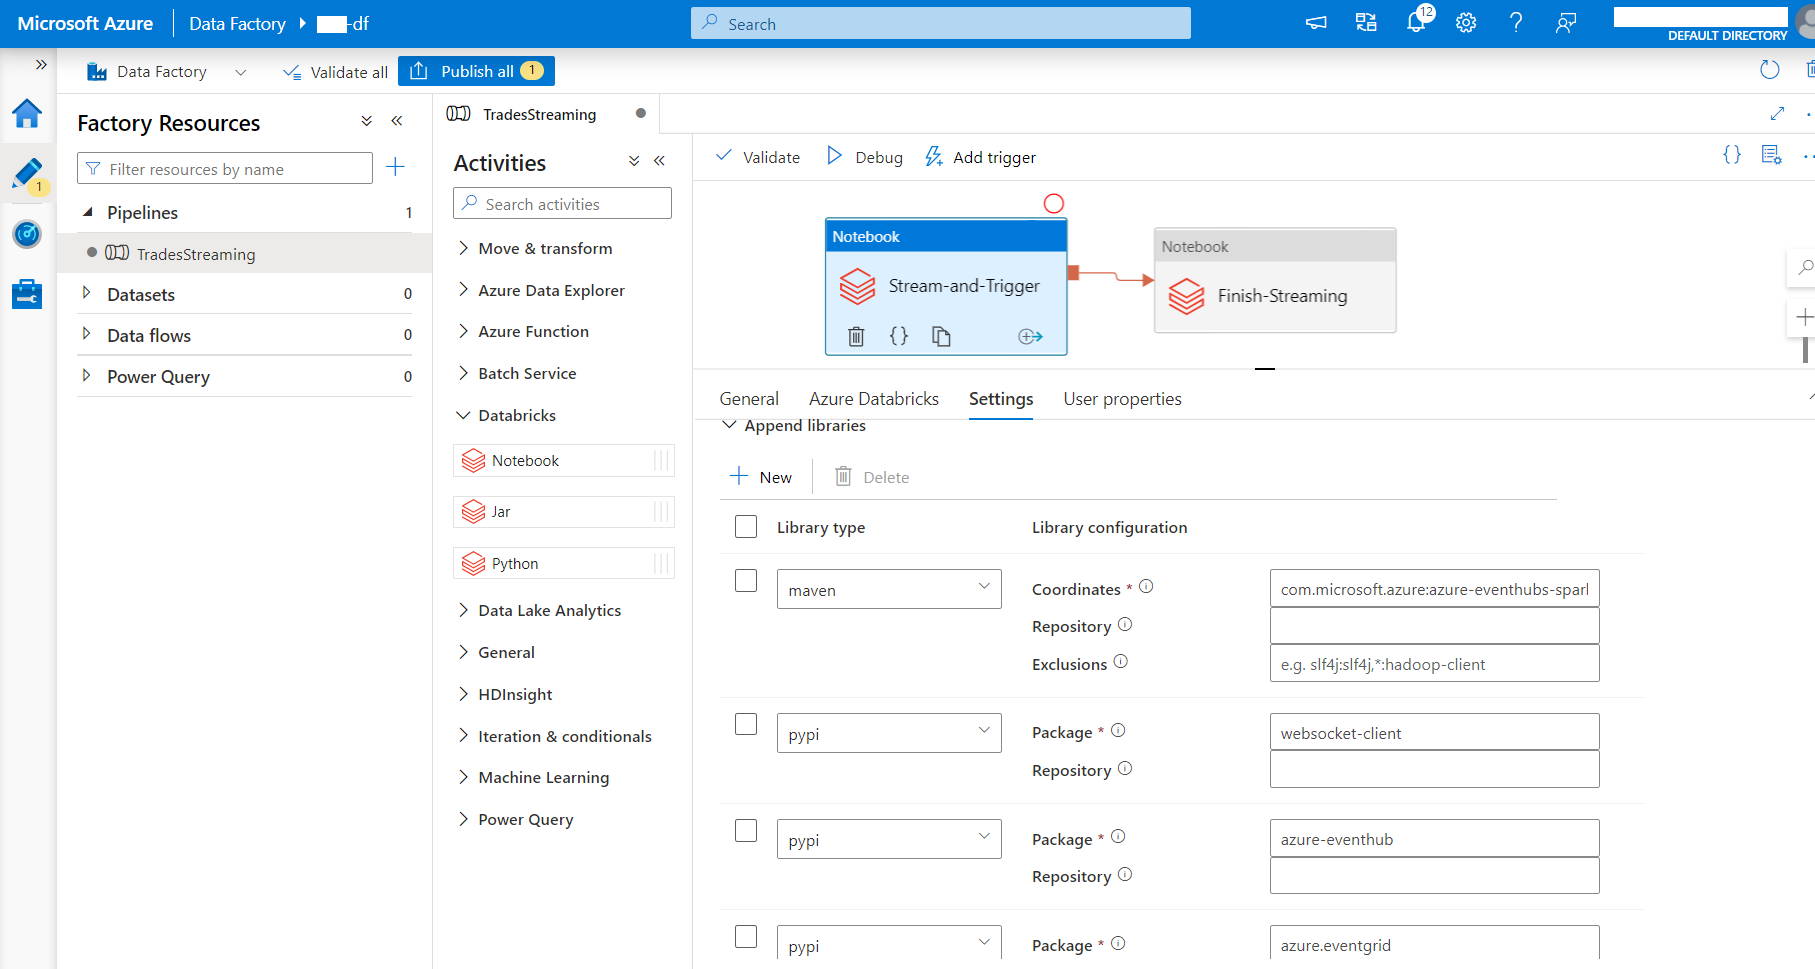 Microsoft Azure
Data Factory
-df
Search
12
DEFAULT DIRECTORY
Data Factory
Validate all
Publish all
1
Factory Resources
Filter resources by name
1
Pipelines
1
TradesStreaming
Datasets
0
Data flows
0
Power Query
0
TradesStreaming
Activities
Search activities
Move & transform
Azure Data Explorer
Azure Function
Batch Service
Databricks
Notebook
Jar
Python
Data Lake Analytics
General
HDInsight
Iteration & conditionals
Machine Learning
Power Query
Validate
Debug
Add trigger
{}
Notebook
Stream-and-Trigger
{}
Notebook
Finish-Streaming
General
Azure Databricks
Settings
User properties
Append libraries
New
Delete
Library type
Library configuration
maven
Coordinates *
com.microsoft.azure:azure-eventhubs-spark
Repository
Exclusions
e.g. slf4j:slf4j,*:hadoop-client
pypi
Package *
websocket-client
Repository
pypi
Package *
azure-eventhub
Repository
pypi
Package *
azure.eventgrid